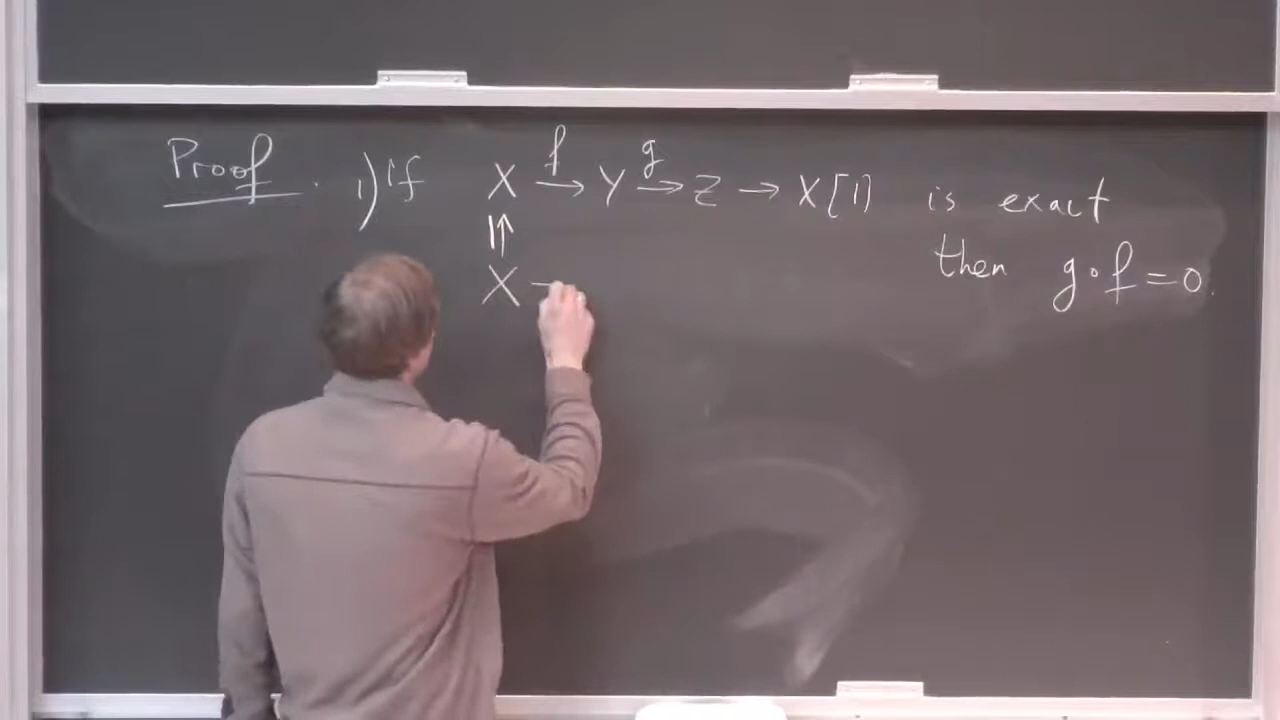 Proof. 1) if X →f Y →g Z → X[1] is exact
then g∘f = 0.
⇑
X →